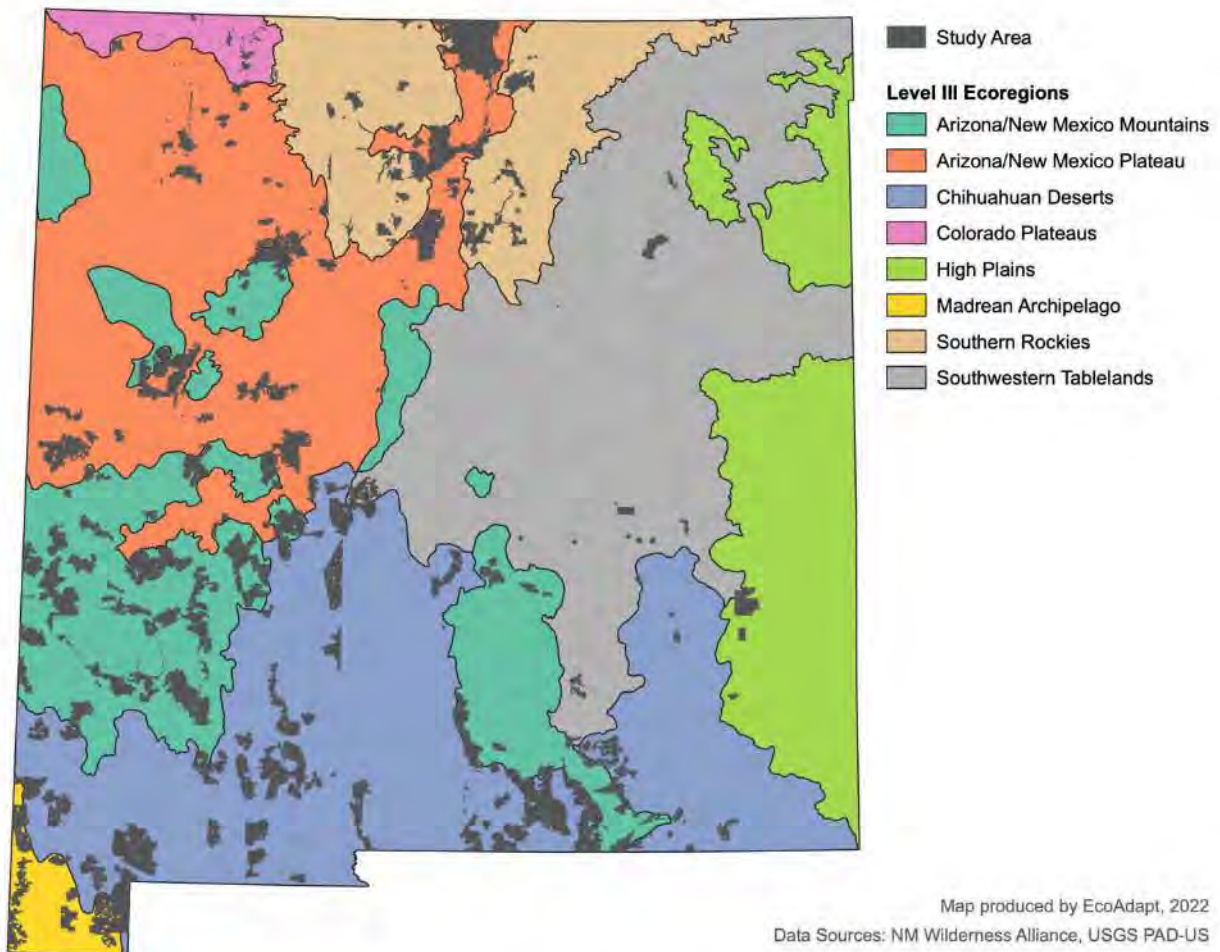 Study Area
Level III Ecoregions
Arizona/New Mexico Mountains
Arizona/New Mexico Plateau
Chihuahuan Deserts
Colorado Plateaus
High Plains
Madrean Archipelago
Southern Rockies
Southwestern Tablelands
Map produced by EcoAdapt, 2022
Data Sources: NM Wilderness Alliance, USGS PAD-US